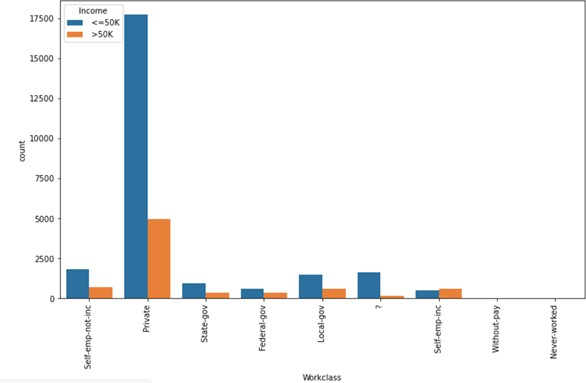 Income
<=50K
>50K
17500
15000
12500
10000
7500
5000
2500
0
count
Self-emp-not-inc
Private
State-gov
Federal-gov
Local-gov
?
Self-emp-inc
Without-pay
Never-worked
Workclass